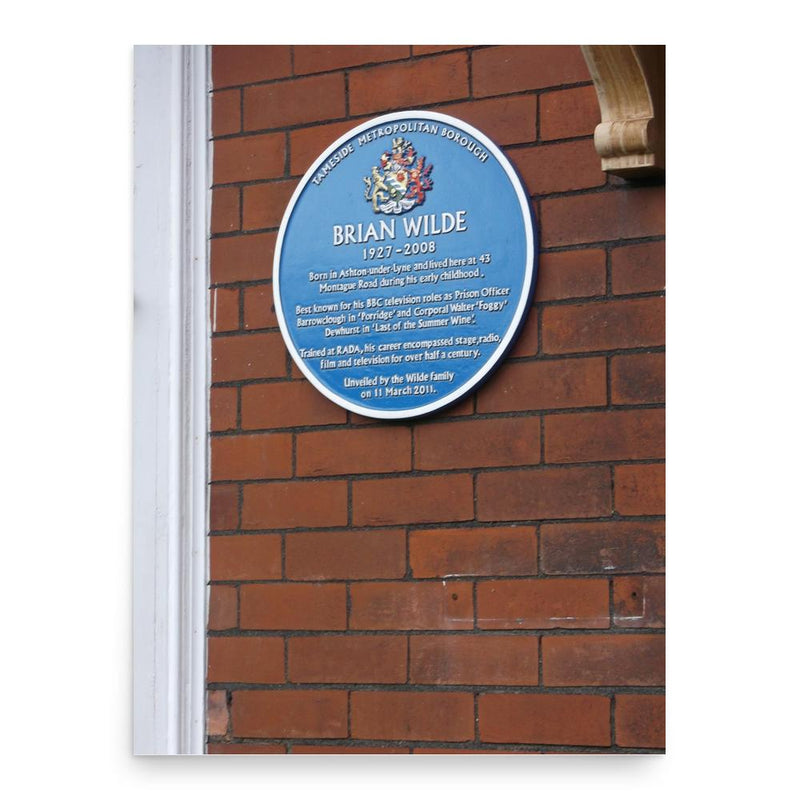 TAMESIDE METROPOLITAN BOROUGH
BRIAN WILDE
1927-2008
Born in Ashton-under-Lyne and lived here at 43
Montague Road during his early childhood.
Best known for his BBC television roles as Prison Officer
Barrowclough in 'Porridge' and Corporal Walter 'Foggy'
Dewhurst in 'Last of the Summer Wine'.
Trained at RADA, his career encompassed stage, radio,
film and television for over half a century.
Unveiled by the Wilde family
on 11 March 2011.